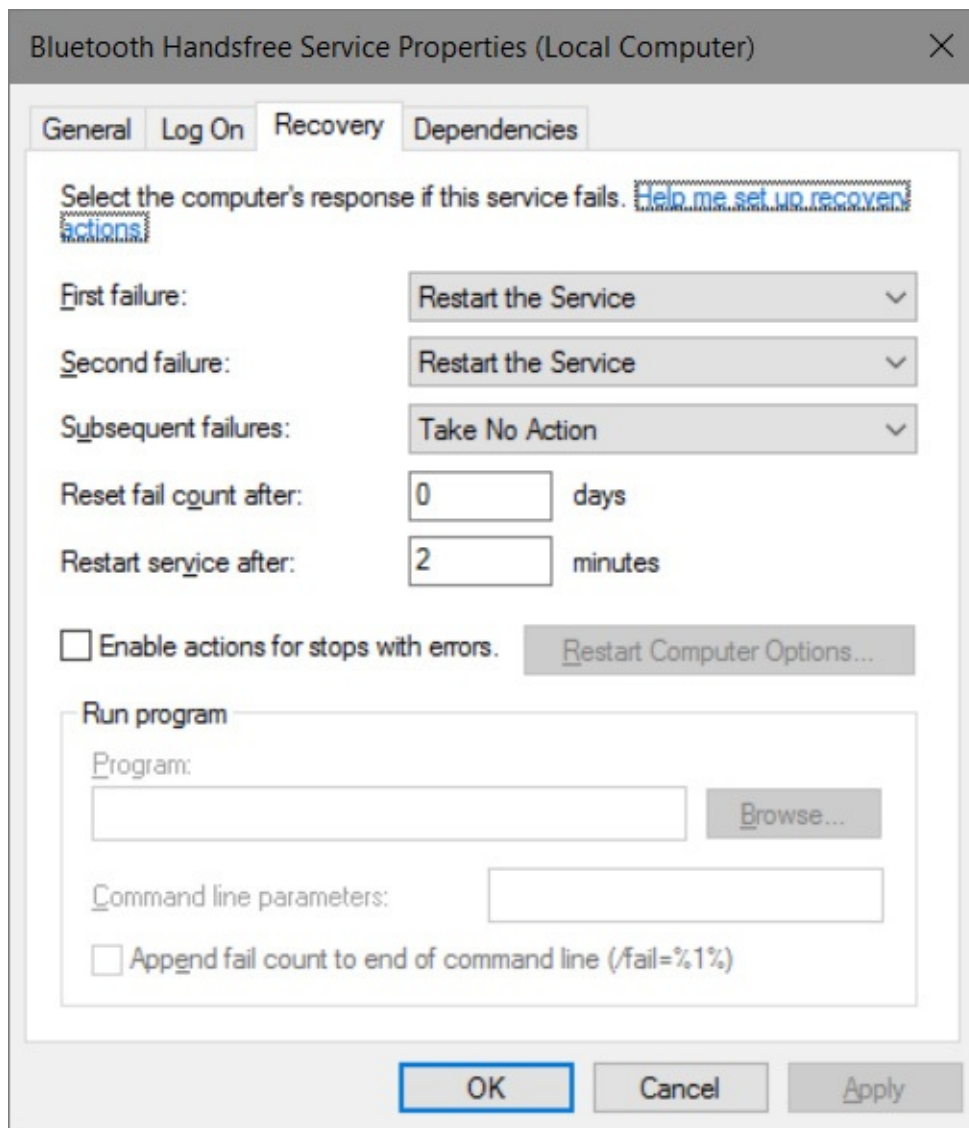 Bluetooth Handsfree Service Properties (Local Computer)
General Log On Recovery Dependencies
Select the computer's response if this service fails. Help me set up recovery
actions.
First failure: Restart the Service
Second failure: Restart the Service
Subsequent failures: Take No Action
Reset fail count after: 0 days
Restart service after: 2 minutes
Enable actions for stops with errors. Restart Computer Options...
Run program
Program:
Browse...
Command line parameters:
Append fail count to end of command line (/fail=%1%)
OK Cancel Apply